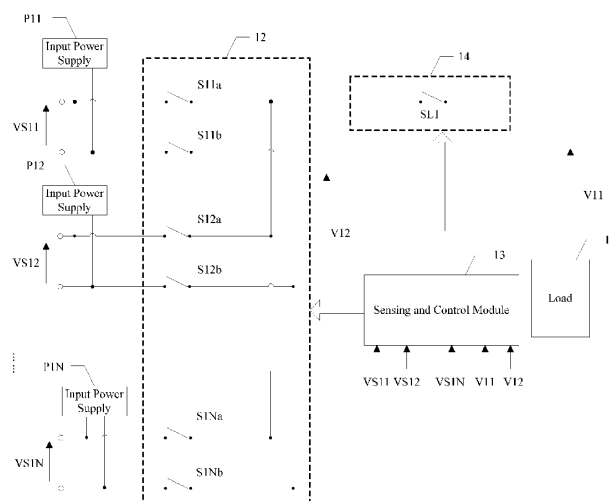 P11
12
Input Power
Supply
14
S11a
SL1
VS11
S11b
P12
Input Power
Supply
V11
S12a
V12
VS12
S12b
13
Sensing and Control Module
Load
P1N
VS11
VS12
VS1N
V11
V12
Input Power
Supply
S1Na
VS1N
S1Nb